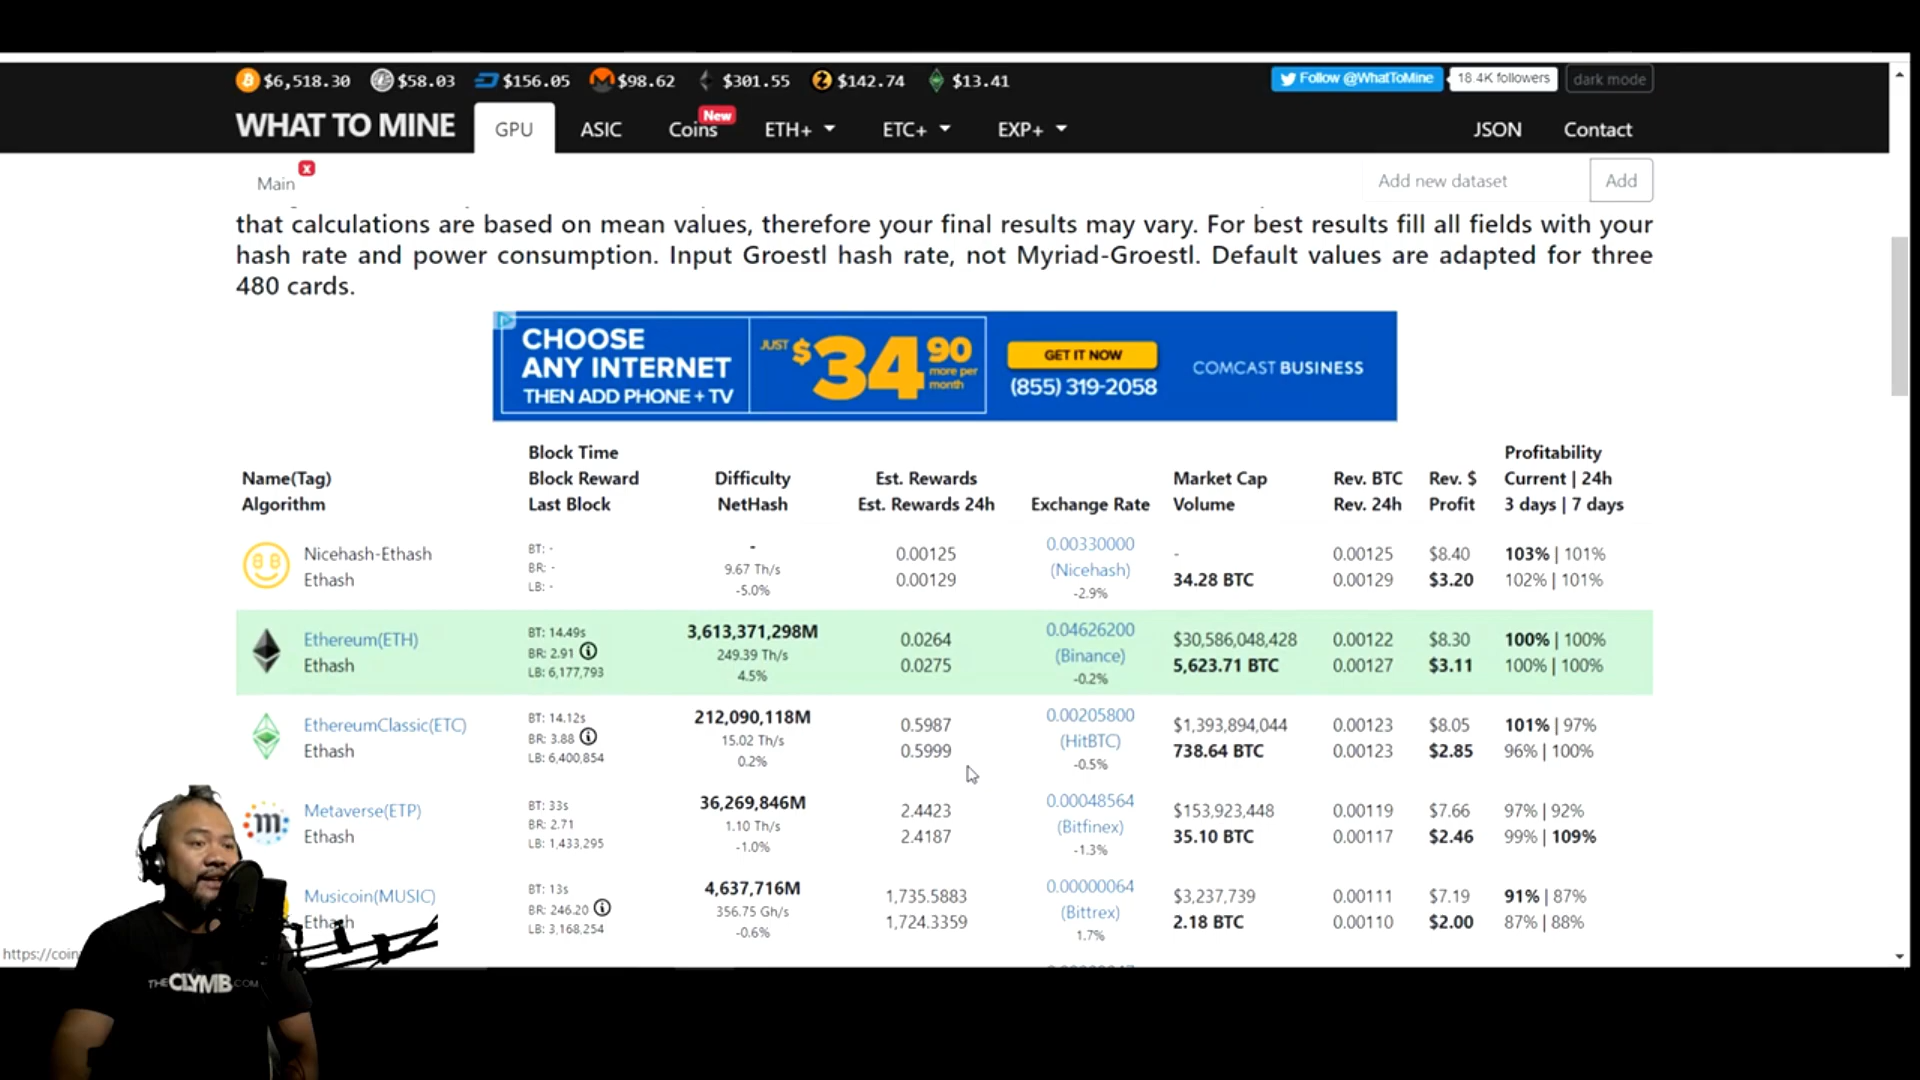 $6,518.30 $58.03 $156.05 $98.62 $301.55 $142.74 $13.41 Follow @WhatToMine 18.4K followers dark mode
WHAT TO MINE GPU ASIC Coins New ETH+ ETC+ EXP+ JSON Contact
Main x Add new dataset Add
that calculations are based on mean values, therefore your final results may vary. For best results fill all fields with your
hash rate and power consumption. Input Groestl hash rate, not Myriad-Groestl. Default values are adapted for three
480 cards.
CHOOSE
ANY INTERNET
THEN ADD PHONE + TV
JUST $34 90
more per
month
GET IT NOW
(855) 319-2058
COMCAST BUSINESS
Block Time Profitability
Name(Tag) Block Reward Difficulty Est. Rewards Market Cap Rev. BTC Rev. $ Current | 24h
Algorithm Last Block NetHash Est. Rewards 24h Exchange Rate Volume Rev. 24h Profit 3 days | 7 days
Nicehash-Ethash BT: - - 0.00125 0.00330000 - 0.00125 $8.40 103% | 101%
BR: - 9.67 Th/s (Nicehash)
Ethash LB: - -5.0% 0.00129 -2.9% 34.28 BTC 0.00129 $3.20 102% | 101%
Ethereum(ETH) BT: 14.49s 3,613,371,298M 0.0264 0.04626200 $30,586,048,428 0.00122 $8.30 100% | 100%
BR: 2.91 249.39 Th/s (Binance)
Ethash LB: 6,177,793 4.5% 0.0275 -0.2% 5,623.71 BTC 0.00127 $3.11 100% | 100%
EthereumClassic(ETC) BT: 14.12s 212,090,118M 0.5987 0.00205800 $1,393,894,044 0.00123 $8.05 101% | 97%
BR: 3.88 15.02 Th/s (HitBTC)
Ethash LB: 6,400,854 0.2% 0.5999 -0.5% 738.64 BTC 0.00123 $2.85 96% | 100%
Metaverse(ETP) BT: 33s 36,269,846M 2.4423 0.00048564 $153,923,448 0.00119 $7.66 97% | 92%
BR: 2.71 1.10 Th/s (Bitfinex)
Ethash LB: 1,433,295 -1.0% 2.4187 -1.3% 35.10 BTC 0.00117 $2.46 99% | 109%
Musicoin(MUSIC) BT: 13s 4,637,716M 1,735.5883 0.00000064 $3,237,739 0.00111 $7.19 91% | 87%
BR: 246.20 356.75 Gh/s (Bittrex)
Ethash LB: 3,168,254 -0.6% 1,724.3359 1.7% 2.18 BTC 0.00110 $2.00 87% | 88%
https://coin
THECLYMB.COM